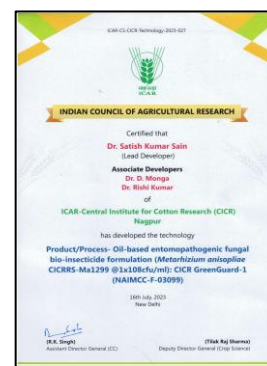 ICAR-CS-CICR-Technology-2023-027
ICAR
INDIAN COUNCIL OF AGRICULTURAL RESEARCH
Certified that
Dr. Satish Kumar Sain
(Lead Developer)
Associate Developers
Dr. D. Monga
Dr. Rishi Kumar
of
ICAR-Central Institute for Cotton Research (CICR)
Nagpur
has developed the technology
Product/Process- Oil-based entomopathogenic fungal
bio-insecticide formulation (Metarhizium anisopliae
CICRRS-Ma1299 @1x108cfu/ml): CICR GreenGuard-1
(NAIMCC-F-03099)
16th July, 2023
New Delhi
(R.K. Singh)
Assistant Director General (CC)
(Tilak Raj Sharma)
Deputy Director General (Crop Science)